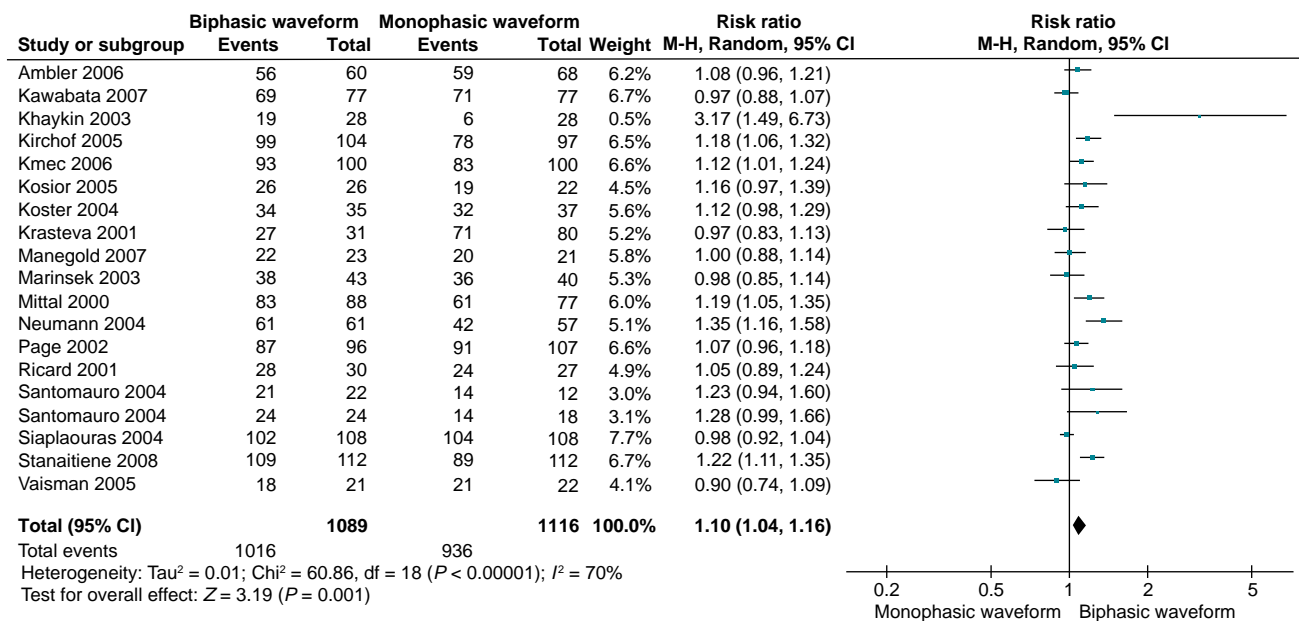 Biphasic waveform Monophasic waveform Risk ratio Risk ratio
Study or subgroup Events Total Events Total Weight M-H, Random, 95% CI M-H, Random, 95% CI
Ambler 2006 56 60 59 68 6.2% 1.08 (0.96, 1.21)
Kawabata 2007 69 77 71 77 6.7% 0.97 (0.88, 1.07)
Khaykin 2003 19 28 6 28 0.5% 3.17 (1.49, 6.73)
Kirchof 2005 99 104 78 97 6.5% 1.18 (1.06, 1.32)
Kmec 2006 93 100 83 100 6.6% 1.12 (1.01, 1.24)
Kosior 2005 26 26 19 22 4.5% 1.16 (0.97, 1.39)
Koster 2004 34 35 32 37 5.6% 1.12 (0.98, 1.29)
Krasteva 2001 27 31 71 80 5.2% 0.97 (0.83, 1.13)
Manegold 2007 22 23 20 21 5.8% 1.00 (0.88, 1.14)
Marinsek 2003 38 43 36 40 5.3% 0.98 (0.85, 1.14)
Mittal 2000 83 88 61 77 6.0% 1.19 (1.05, 1.35)
Neumann 2004 61 61 42 57 5.1% 1.35 (1.16, 1.58)
Page 2002 87 96 91 107 6.6% 1.07 (0.96, 1.18)
Ricard 2001 28 30 24 27 4.9% 1.05 (0.89, 1.24)
Santomauro 2004 21 22 14 12 3.0% 1.23 (0.94, 1.60)
Santomauro 2004 24 24 14 18 3.1% 1.28 (0.99, 1.66)
Siaplaouras 2004 102 108 104 108 7.7% 0.98 (0.92, 1.04)
Stanaitiene 2008 109 112 89 112 6.7% 1.22 (1.11, 1.35)
Vaisman 2005 18 21 21 22 4.1% 0.90 (0.74, 1.09)
Total (95% CI) 1089 1116 100.0% 1.10 (1.04, 1.16)
Total events 1016 936
Heterogeneity: Tau² = 0.01; Chi² = 60.86, df = 18 (P < 0.00001); I² = 70%
Test for overall effect: Z = 3.19 (P = 0.001)
0.2 0.5 1 2 5
Monophasic waveform Biphasic waveform